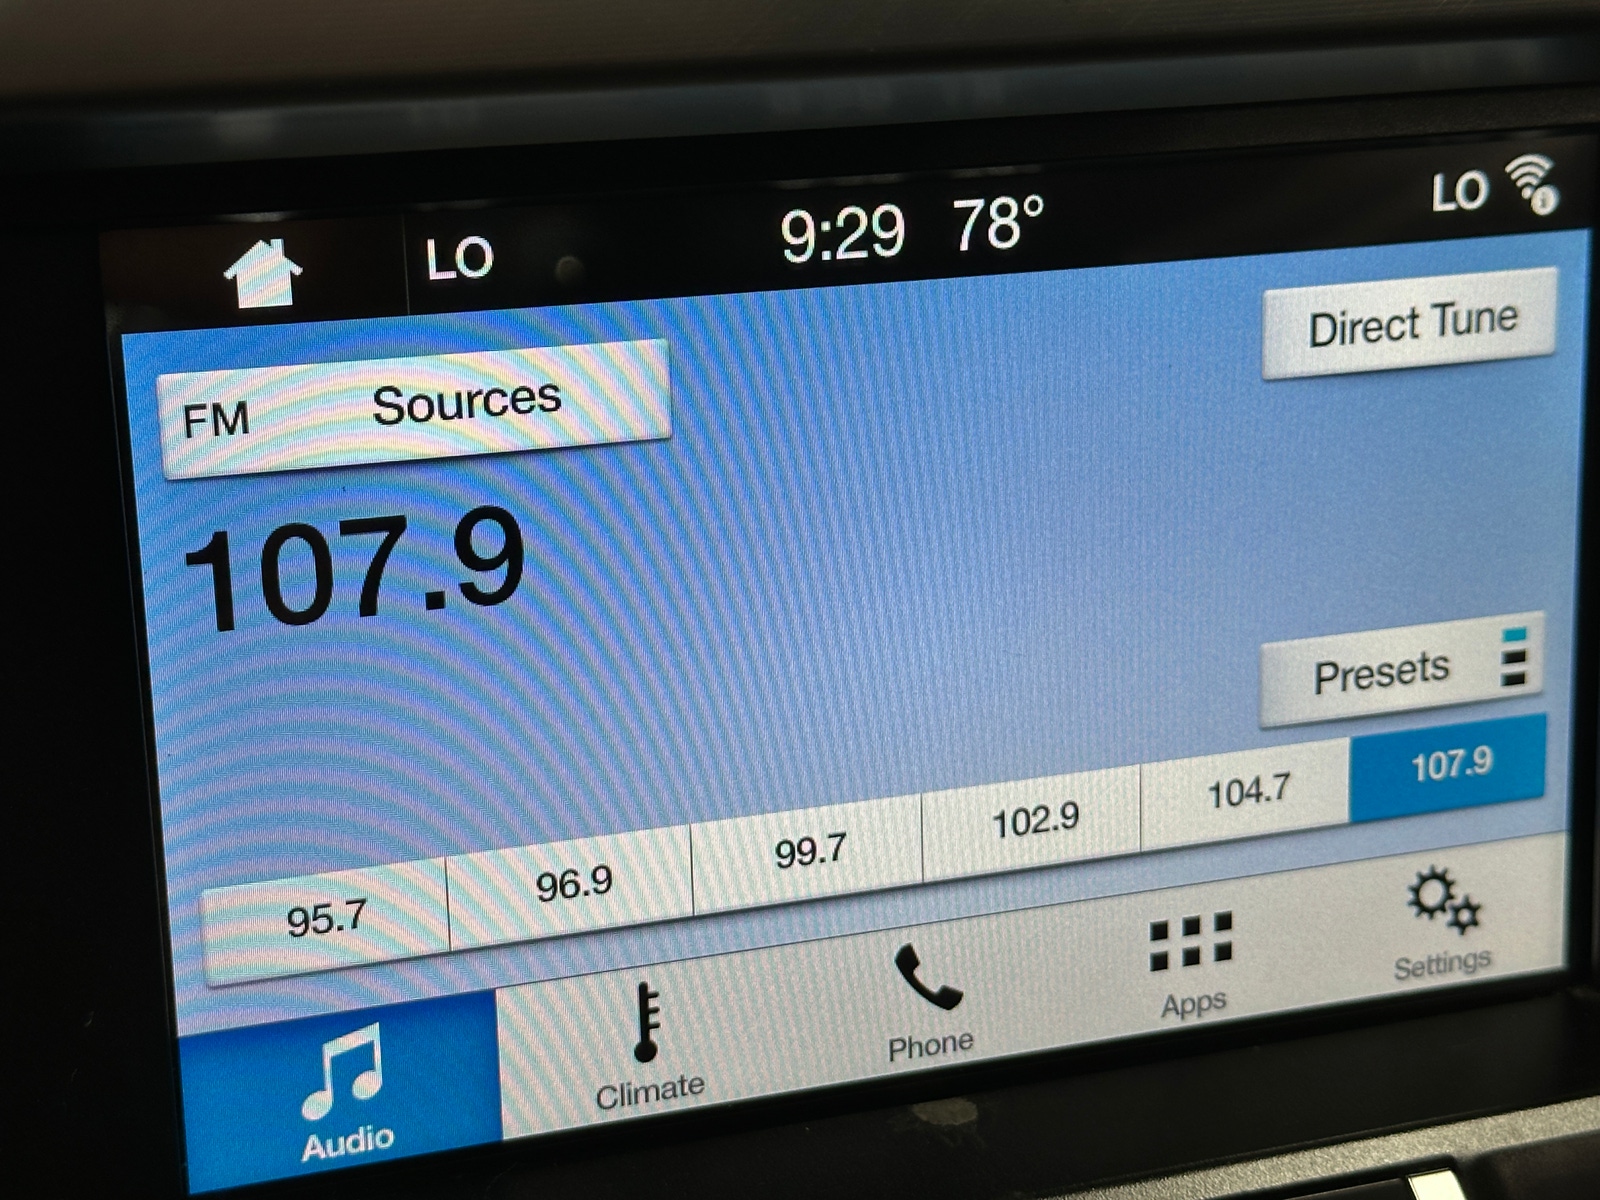 LO 9:29 78° LO
Direct Tune
FM Sources
107.9
Presets
95.7 96.9 99.7 102.9 104.7 107.9
Audio Climate Phone Apps Settings